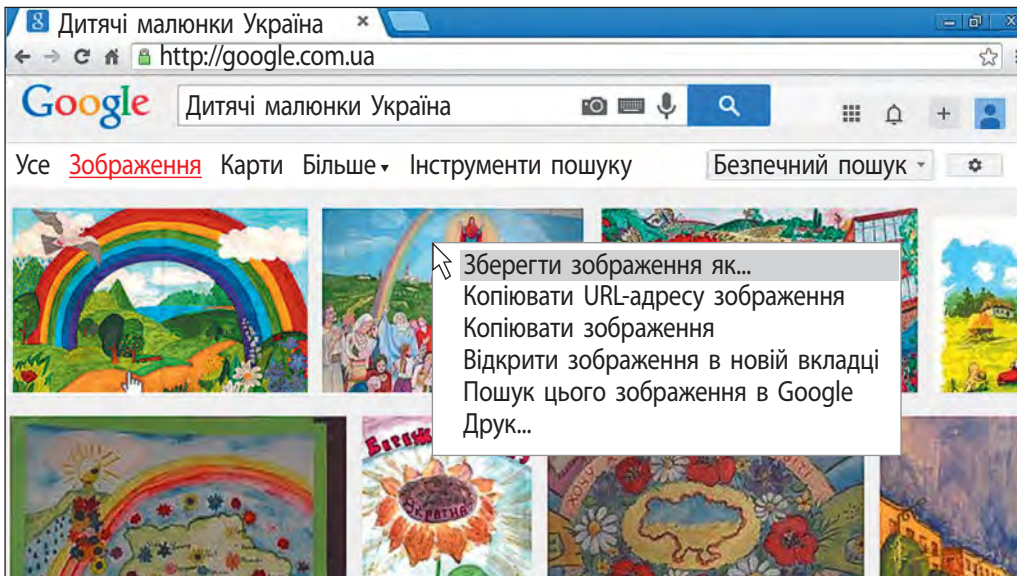 Дитячі малюнки Україна
http://google.com.ua
Google
Дитячі малюнки Україна
Усе Зображення Карти Більше Інструменти пошуку
Безпечний пошук
Зберегти зображення як...
Копіювати URL-адресу зображення
Копіювати зображення
Відкрити зображення в новій вкладці
Пошук цього зображення в Google
Друк...
УКРАЇНА
ХОЧУ